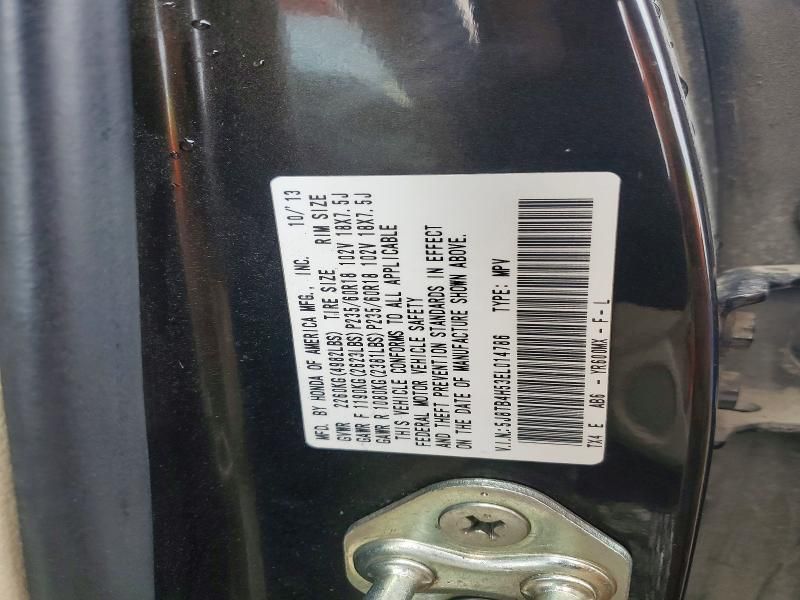 MFD. BY HONDA OF AMERICA MFG., INC. 10/'13
GVWR 2260KG(4982LBS) TIRE SIZE RIM SIZE
GAWR F 1190KG(2623LBS) P235/60R18 102V 18X7.5J
GAWR R 1080KG(2381LBS) P235/60R18 102V 18X7.5J
THIS VEHICLE CONFORMS TO ALL APPLICABLE
FEDERAL MOTOR VEHICLE SAFETY
AND THEFT PREVENTION STANDARDS IN EFFECT
ON THE DATE OF MANUFACTURE SHOWN ABOVE.
V.I.N.:5J8TB4H53EL014766 TYPE: MPV
TX4 E AB6 - YR600MX - F - L